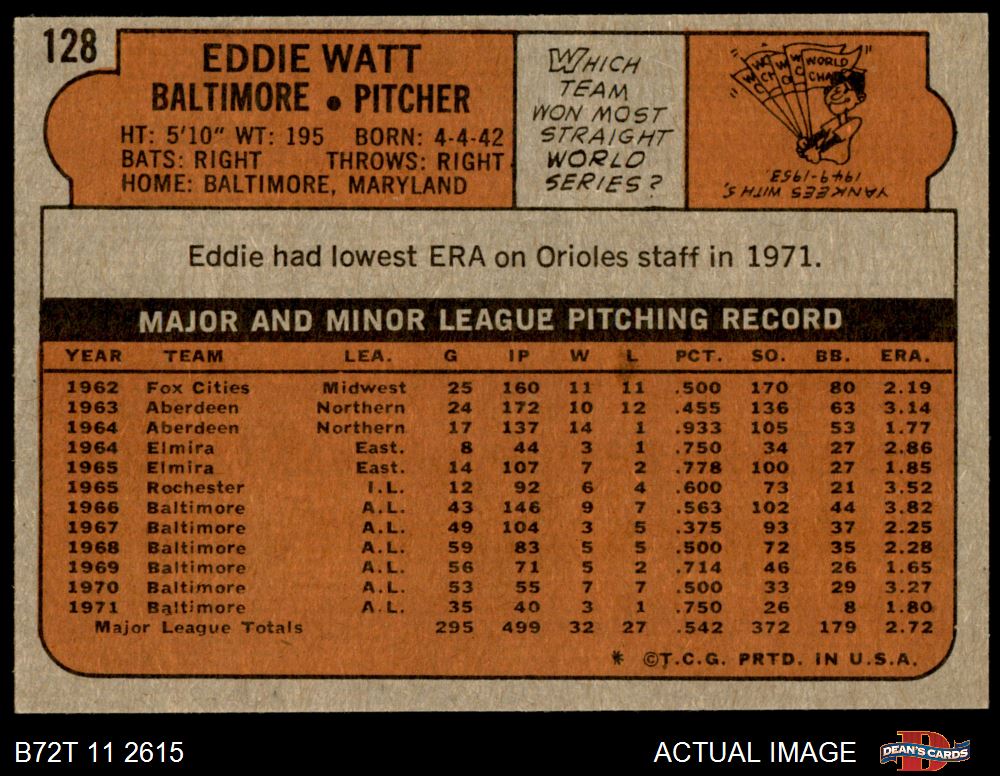 128
EDDIE WATT
BALTIMORE • PITCHER
HT: 5'10" WT: 195 BORN: 4-4-42
BATS: RIGHT THROWS: RIGHT
HOME: BALTIMORE, MARYLAND
WHICH
TEAM
WON MOST
STRAIGHT
WORLD
SERIES?
WORLD
CHA
YANKEES WITH 5,
1949-1953.
Eddie had lowest ERA on Orioles staff in 1971.
MAJOR AND MINOR LEAGUE PITCHING RECORD
YEAR TEAM LEA. G IP W L PCT. SO. BB. ERA.
1962 Fox Cities Midwest 25 160 11 11 .500 170 80 2.19
1963 Aberdeen Northern 24 172 10 12 .455 136 63 3.14
1964 Aberdeen Northern 17 137 14 1 .933 105 53 1.77
1964 Elmira East. 8 44 3 1 .750 34 27 2.86
1965 Elmira East. 14 107 7 2 .778 100 27 1.85
1965 Rochester I.L. 12 92 6 4 .600 73 21 3.52
1966 Baltimore A.L. 43 146 9 7 .563 102 44 3.82
1967 Baltimore A.L. 49 104 3 5 .375 93 37 2.25
1968 Baltimore A.L. 59 83 5 5 .500 72 35 2.28
1969 Baltimore A.L. 56 71 5 2 .714 46 26 1.65
1970 Baltimore A.L. 53 55 7 7 .500 33 29 3.27
1971 Baltimore A.L. 35 40 3 1 .750 26 8 1.80
Major League Totals 295 499 32 27 .542 372 179 2.72
* ©T.C.G. PRTD. IN U.S.A.
B72T 11 2615
ACTUAL IMAGE
DEAN'S CARDS